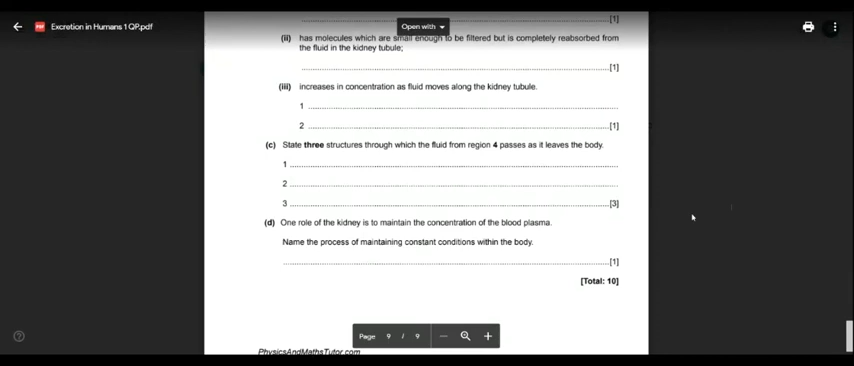 Excretion in Humans 1 QP.pdf
Open with
[1]
(ii) has molecules which are small enough to be filtered but is completely reabsorbed from
the fluid in the kidney tubule;
[1]
(iii) increases in concentration as fluid moves along the kidney tubule.
1
2 [1]
(c) State three structures through which the fluid from region 4 passes as it leaves the body.
1
2
3 [3]
(d) One role of the kidney is to maintain the concentration of the blood plasma.
Name the process of maintaining constant conditions within the body.
[1]
[Total: 10]
Page 9 / 9
PhysicsAndMathsTutor.com